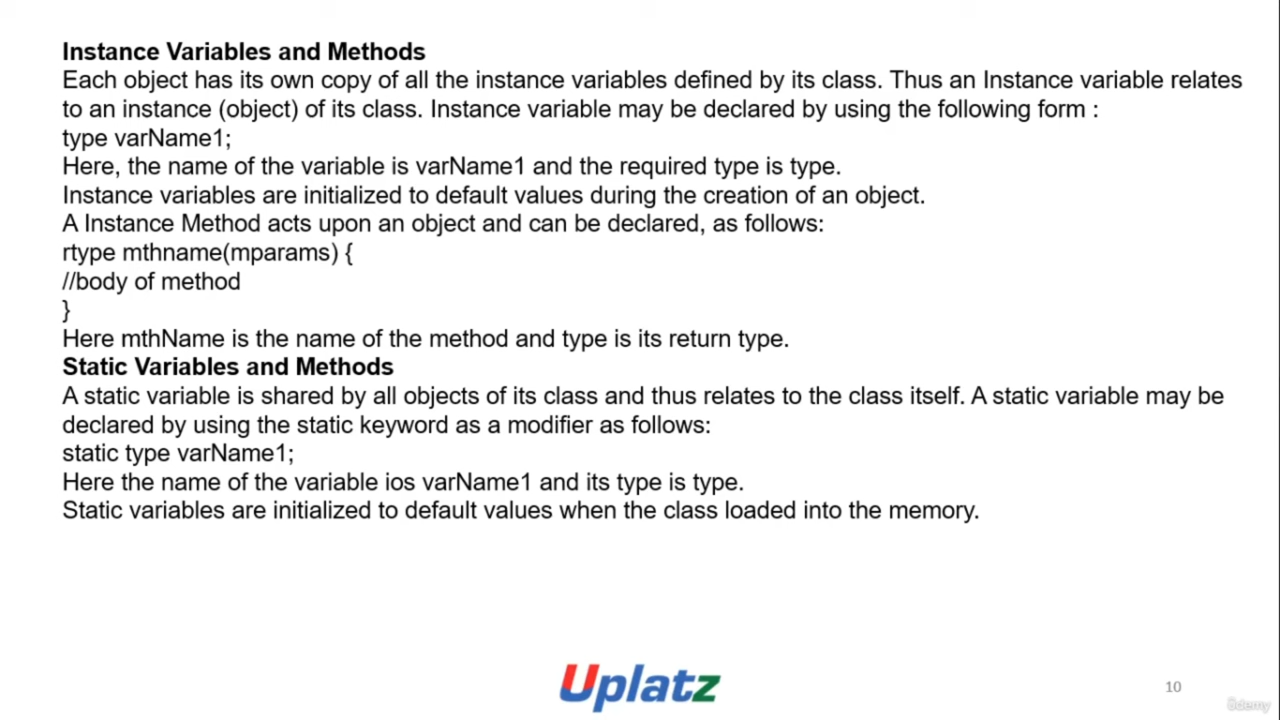 Instance Variables and Methods
Each object has its own copy of all the instance variables defined by its class. Thus an Instance variable relates
to an instance (object) of its class. Instance variable may be declared by using the following form :
type varName1;
Here, the name of the variable is varName1 and the required type is type.
Instance variables are initialized to default values during the creation of an object.
A Instance Method acts upon an object and can be declared, as follows:
rtype mthname(mparams) {
//body of method
}
Here mthName is the name of the method and type is its return type.
Static Variables and Methods
A static variable is shared by all objects of its class and thus relates to the class itself. A static variable may be
declared by using the static keyword as a modifier as follows:
static type varName1;
Here the name of the variable ios varName1 and its type is type.
Static variables are initialized to default values when the class loaded into the memory.
Uplatz
10
ûdemy